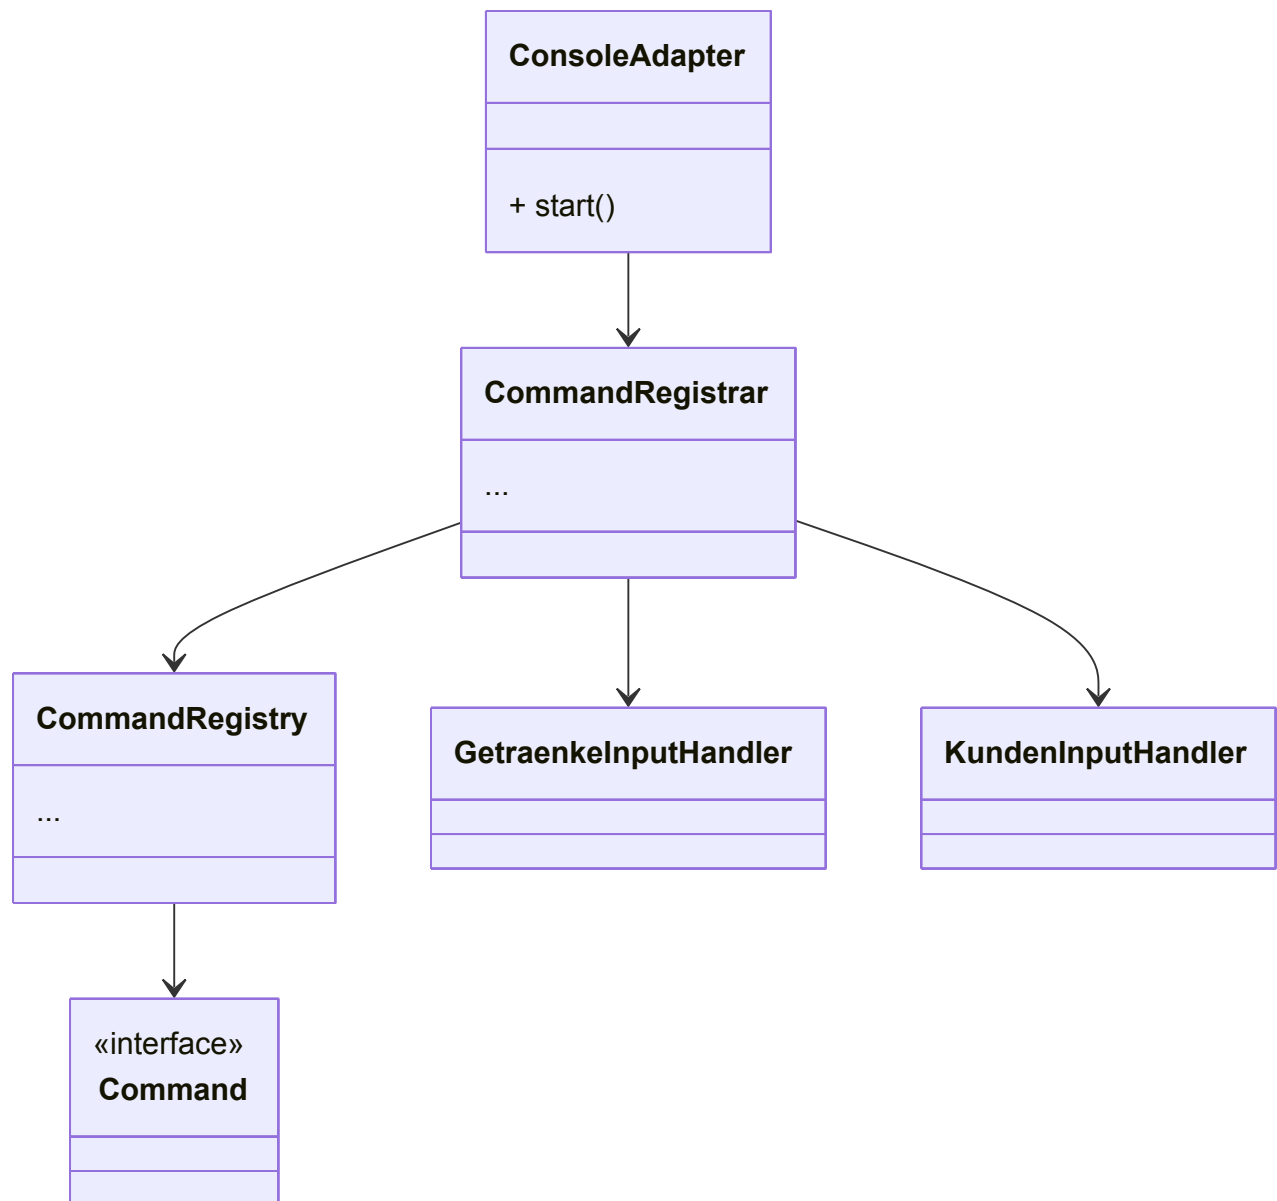 ConsoleAdapter
+ start()
CommandRegistrar
...
CommandRegistry
...
GetraenkeInputHandler
KundenInputHandler
«interface»
Command